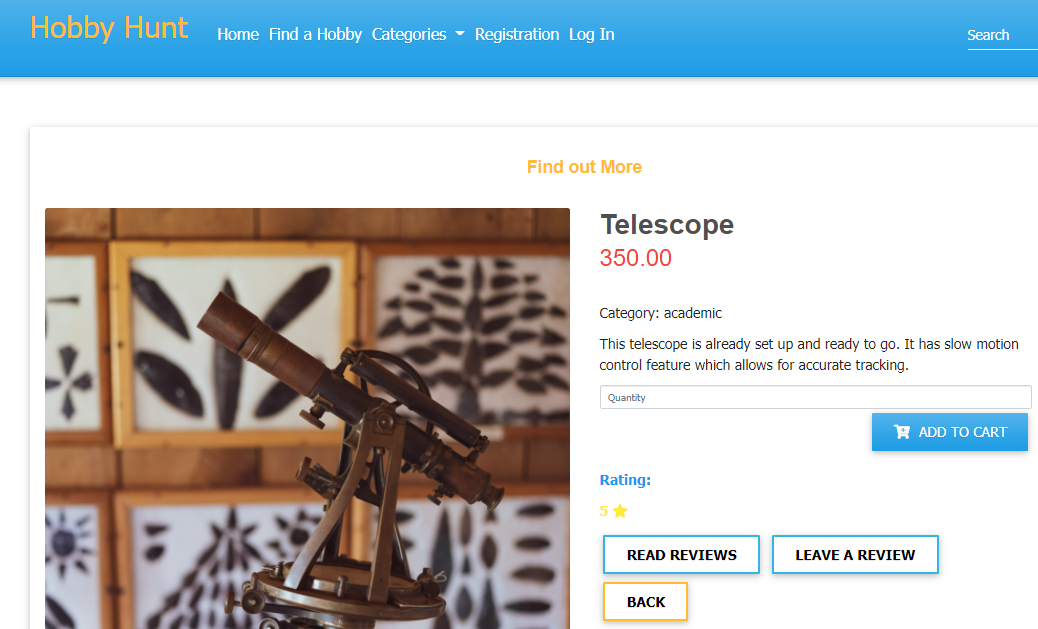 Hobby Hunt
Home Find a Hobby Categories Registration Log In
Search
Find out More
Telescope
350.00
Category: academic
This telescope is already set up and ready to go. It has slow motion
control feature which allows for accurate tracking.
Quantity
ADD TO CART
Rating:
5
READ REVIEWS LEAVE A REVIEW
BACK